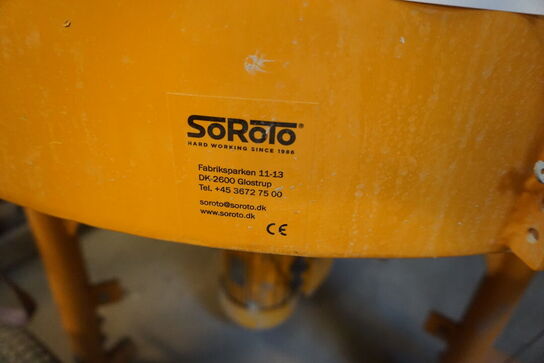 SOROTO®
HARD WORKING SINCE 1986
Fabriksparken 11-13
DK-2600 Glostrup
Tel. +45 3672 75 00
soroto@soroto.dk
www.soroto.dk
CE